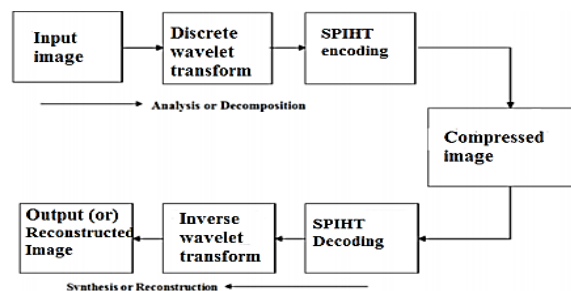 Input
image
Discrete
wavelet
transform
SPIHT
encoding
Analysis or Decomposition
Compressed
image
Output (or)
Reconstructed
Image
Inverse
wavelet
transform
SPIHT
Decoding
Synthesis or Reconstruction